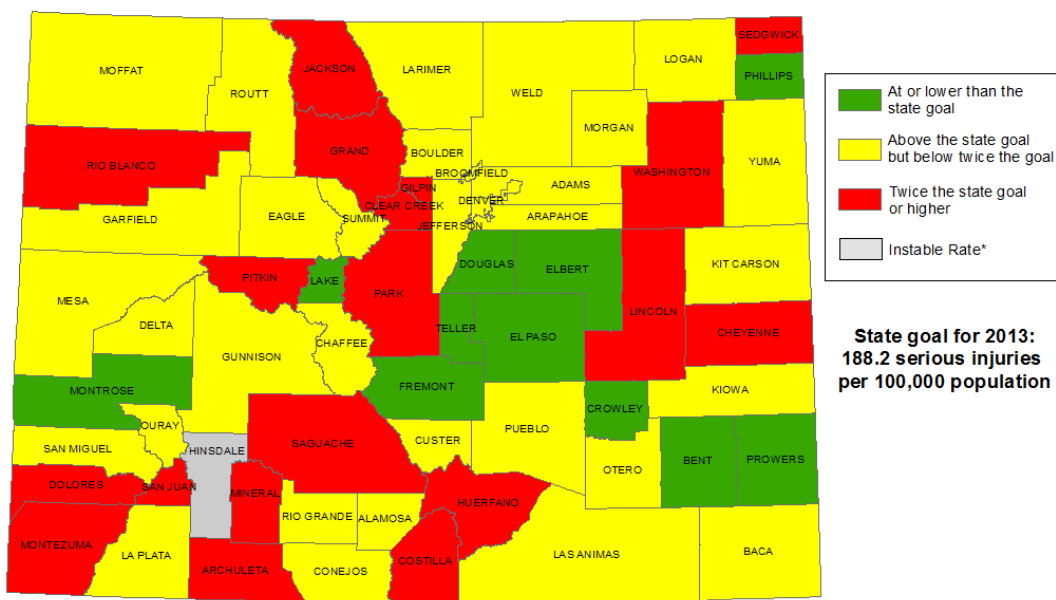 SEDGWICK
LOGAN
JACKSON
LARIMER
MOFFAT
PHILLIPS
ROUTT
WELD
MORGAN
GRAND
BOULDER
YUMA
RIO BLANCO
WASHINGTON
BROOMFIELD
GILPIN
ADAMS
DENVER
CLEAR CREEK
EAGLE
SUMMIT
ARAPAHOE
GARFIELD
JEFFERSON
DOUGLAS
ELBERT
KIT CARSON
PITKIN
LAKE
PARK
MESA
LINCOLN
DELTA
TELLER
CHEYENNE
EL PASO
CHAFFEE
GUNNISON
FREMONT
MONTROSE
KIOWA
CROWLEY
OURAY
PUEBLO
CUSTER
SAN MIGUEL
HINSDALE
SAGUACHE
BENT
PROWERS
OTERO
DOLORES
SAN JUAN
MINERAL
HUERFANO
RIO GRANDE
ALAMOSA
MONTEZUMA
LA PLATA
LAS ANIMAS
BACA
COSTILLA
ARCHULETA
CONEJOS
At or lower than the
state goal
Above the state goal
but below twice the goal
Twice the state goal
or higher
Instable Rate*
State goal for 2013:
188.2 serious injuries
per 100,000 population